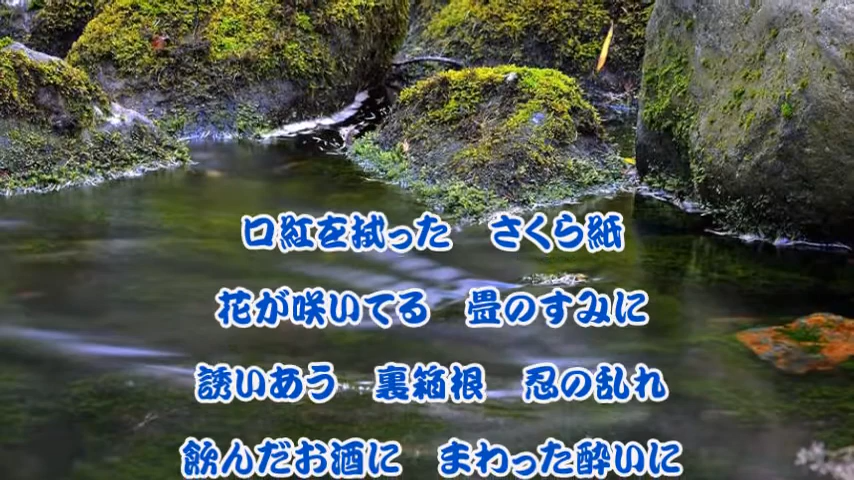 口紅を拭った　さくら紙
花が咲いてる　畳のすみに
誘いあう　裏箱根　忍の乱れ
飲んだお酒に　まわった酔いに